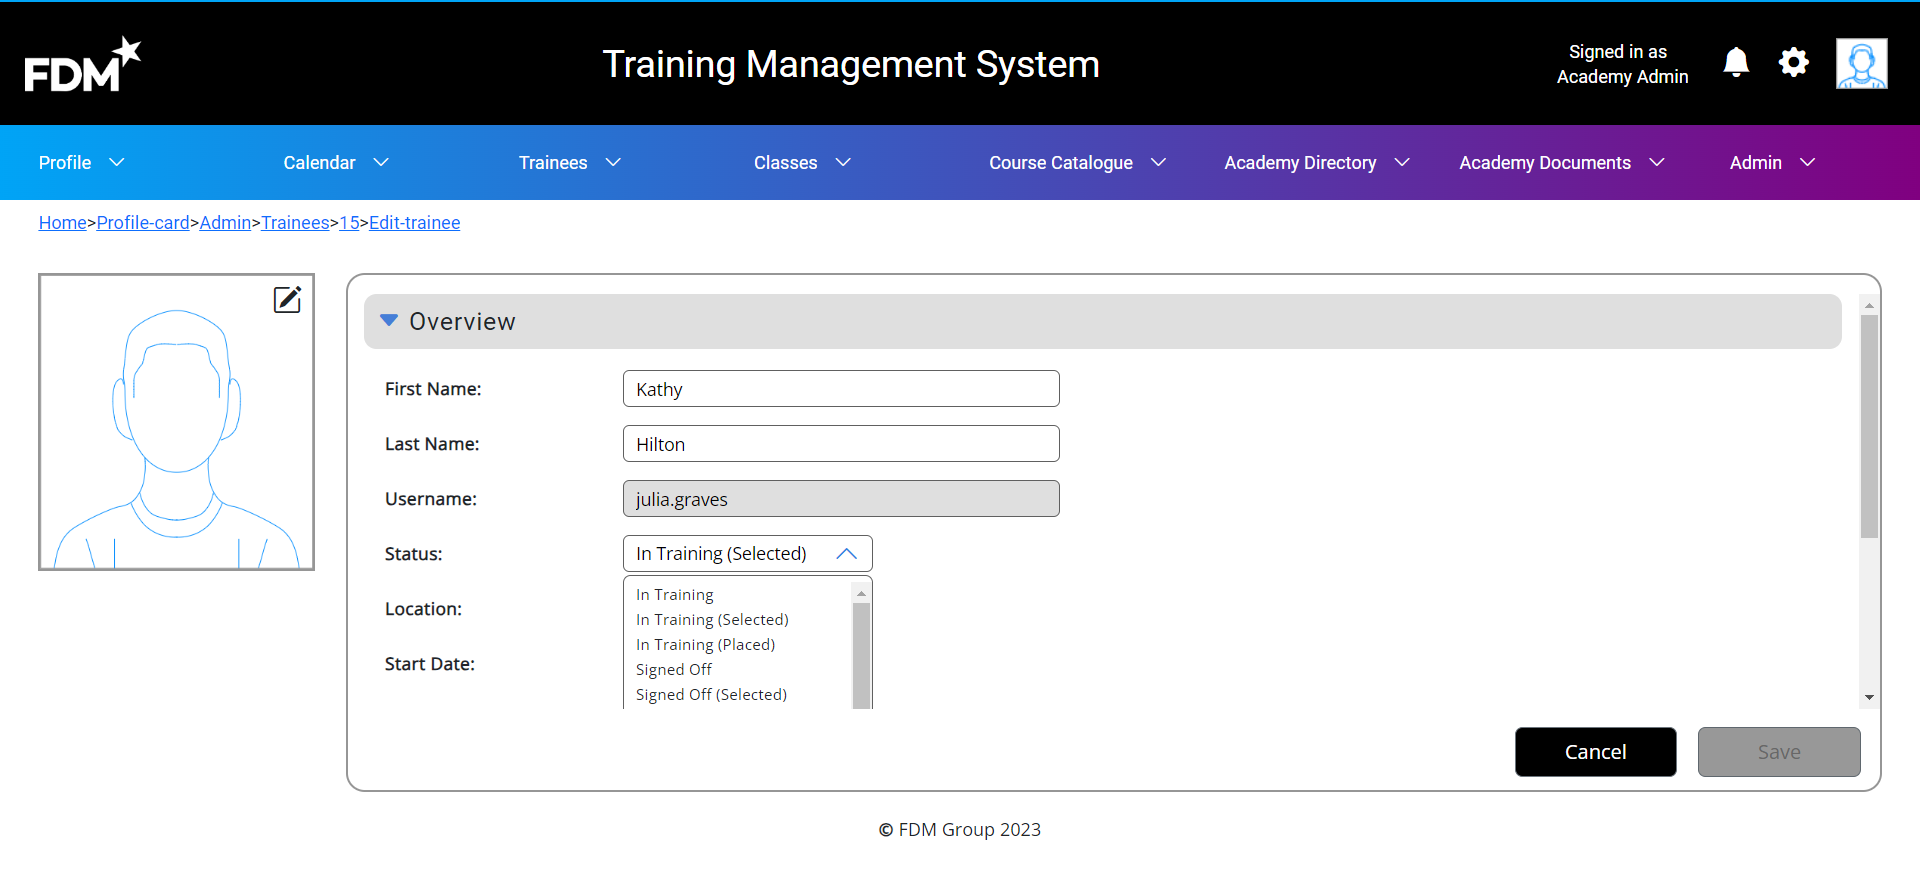 FDM
Training Management System
Signed in as
Academy Admin
Profile
Calendar
Trainees
Classes
Course Catalogue
Academy Directory
Academy Documents
Admin
Home>Profile-card>Admin>Trainees>15>Edit-trainee
Overview
First Name:
Kathy
Last Name:
Hilton
Username:
julia.graves
Status:
In Training (Selected)
In Training
In Training (Selected)
In Training (Placed)
Signed Off
Signed Off (Selected)
Location:
Start Date:
Cancel
Save
© FDM Group 2023